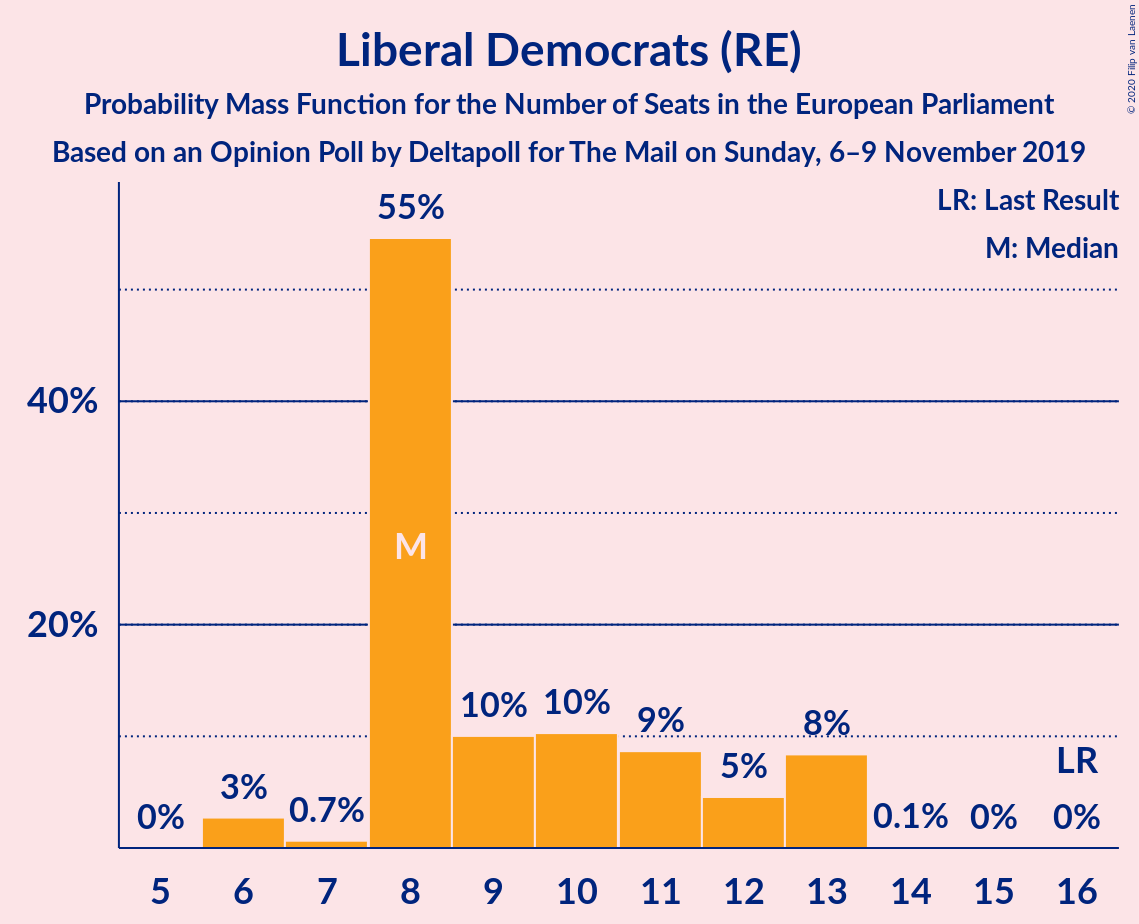 Liberal Democrats (RE)
Probability Mass Function for the Number of Seats in the European Parliament
Based on an Opinion Poll by Deltapoll for The Mail on Sunday, 6–9 November 2019
© 2020 Filip van Laenen
LR: Last Result
M: Median
55%
40%
M
20%
10% 10% 9% 8%
5% LR
3% 0.7%
0% 0.1% 0% 0%
5 6 7 8 9 10 11 12 13 14 15 16